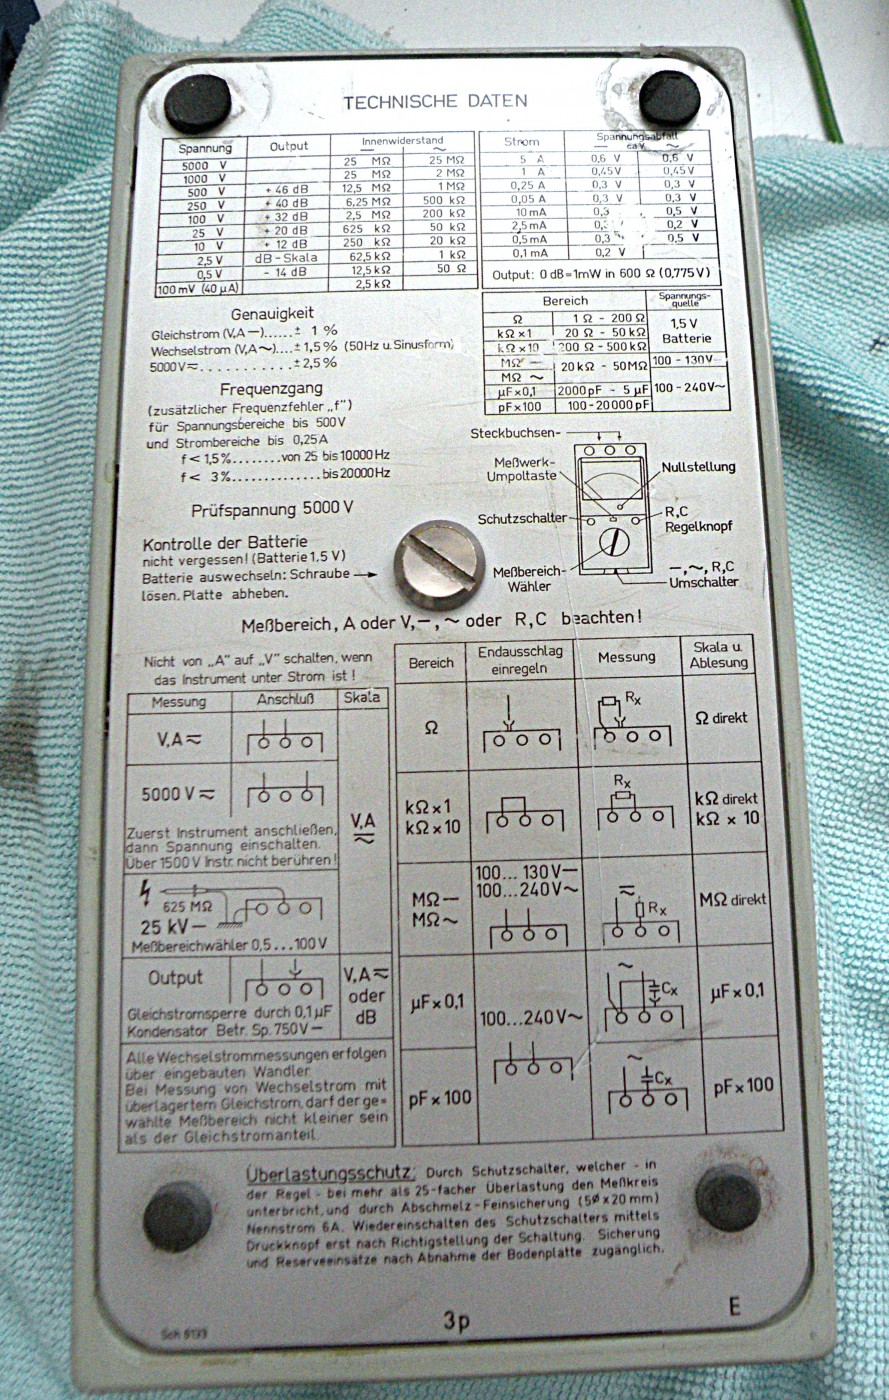 TECHNISCHE DATEN
Spannung Output Innenwiderstand
— ~
5000 V 25 MΩ 25 MΩ
1000 V 25 MΩ 2 MΩ
500 V + 46 dB 12,5 MΩ 1 MΩ
250 V + 40 dB 6,25 MΩ 500 kΩ
100 V + 32 dB 2,5 MΩ 200 kΩ
25 V + 20 dB 625 kΩ 50 kΩ
10 V + 12 dB 250 kΩ 20 kΩ
2,5 V dB-Skala 62,5 kΩ 1 kΩ
0,5 V - 14 dB 12,5 kΩ 50 Ω
100 mV (40 µA) 2,5 kΩ
Strom Spannungsabfall
— ca V ~
5 A 0,6 V 0,6 V
1 A 0,45 V 0,45 V
0,25 A 0,3 V 0,3 V
0,05 A 0,3 V 0,3 V
10 mA 0,3 0,5 V
2,5 mA 0,2 V
0,5 mA 0,3 0,5 V
0,1 mA 0,2 V
Output: 0 dB = 1mW in 600 Ω (0,775 V)
Bereich Spannungs-
quelle
Ω 1 Ω - 200 Ω
kΩ x 1 20 Ω - 50 kΩ
kΩ x 10 200 Ω - 500 kΩ
1,5 V
Batterie
MΩ — 20 kΩ - 50 MΩ 100 - 130V—
MΩ ~
µF x 0,1 2000 pF - 5 µF 100 - 240V~
pF x 100 100 - 20 000 pF
Genauigkeit
Gleichstrom (V,A —)......± 1 %
Wechselstrom (V,A ~)....± 1,5 % (50 Hz u. Sinusform)
5000 V ≂ . . . . . . . . . . . ± 2,5 %
Frequenzgang
(zusätzlicher Frequenzfehler „f")
für Spannungsbereiche bis 500V
und Strombereiche bis 0,25A
f < 1,5 %........von 25 bis 10000 Hz
f < 3 %..............bis 20000 Hz
Prüfspannung 5000 V
Kontrolle der Batterie
nicht vergessen! (Batterie 1,5 V)
Batterie auswechseln: Schraube
lösen. Platte abheben.
Steckbuchsen-
Meßwerk-
Umpoltaste
Nullstellung
Schutzschalter
R,C
Regelknopf
Meßbereich-
Wähler
—, ~, R,C
Umschalter
Meßbereich, A oder V, —, ~ oder R,C beachten!
Nicht von „A" auf „V" schalten, wenn
das Instrument unter Strom ist!
Messung Anschluß Skala
V,A ≂
5000 V ≂
Zuerst Instrument anschließen,
dann Spannung einschalten.
Über 1500 V Instr. nicht berühren!
V,A
≂
625 MΩ
25 kV—
Meßbereichwähler 0,5...100 V
Output
V,A ≂
oder
dB
Gleichstromsperre durch 0,1 µF
Kondensator Betr. Sp. 750V—
Alle Wechselstrommessungen erfolgen
über eingebauten Wandler
Bei Messung von Wechselstrom mit
überlagertem Gleichstrom, darf der ge=
wählte Meßbereich nicht kleiner sein
als der Gleichstromanteil.
Bereich Endausschlag
einregeln Messung Skala u.
Ablesung
Ω Rx Ω direkt
kΩ x 1
kΩ x 10
Rx
kΩ direkt
kΩ x 10
MΩ —
MΩ ~
100... 130V—
100... 240V~
≂
Rx
MΩ direkt
µF x 0,1
100...240V~
~
Cx
µF x 0,1
pF x 100
~
Cx
pF x 100
Überlastungsschutz: Durch Schutzschalter, welcher - in
der Regel - bei mehr als 25-facher Überlastung den Meßkreis
unterbricht, und durch Abschmelz-Feinsicherung (5ø x 20 mm)
Nennstrom 6A. Wiedereinschalten des Schutzschalters mittels
Druckknopf erst nach Richtigstellung der Schaltung. Sicherung
und Reserveeinsätze nach Abnahme der Bodenplatte zugänglich.
3p
E